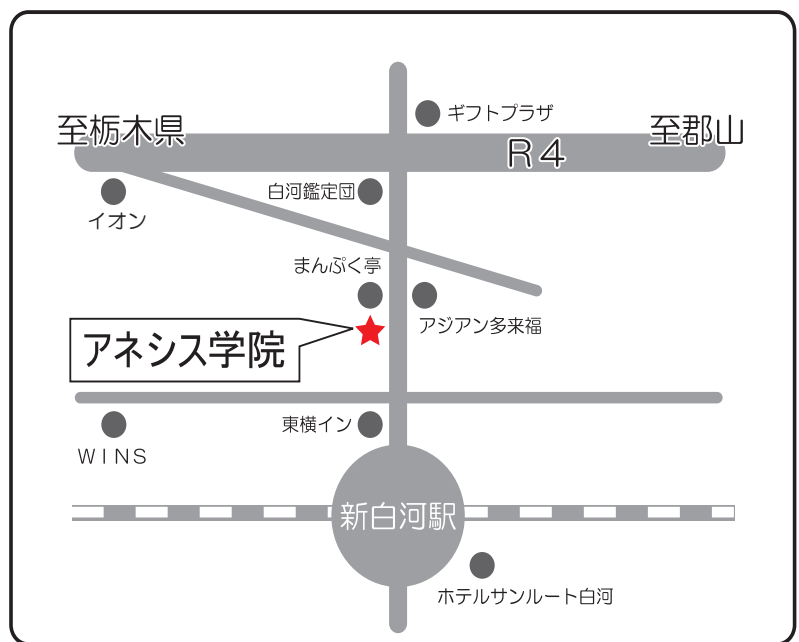 ギフトプラザ
至栃木県
至郡山
R4
白河鑑定団
イオン
まんぷく亭
アジアン多来福
アネシス学院
東横イン
WINS
新白河駅
ホテルサンルート白河